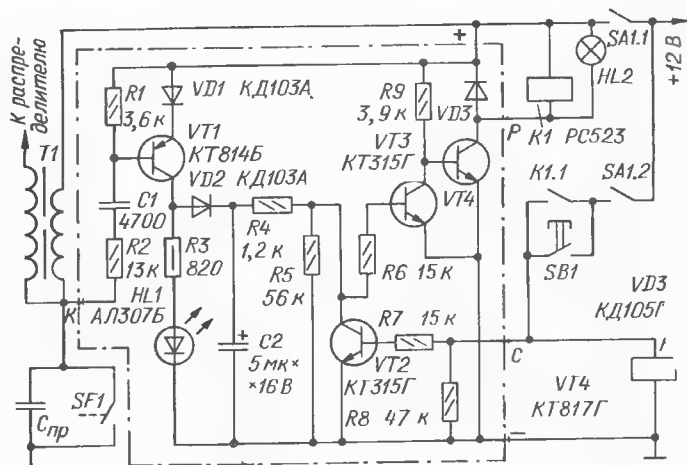 К распре-
делителю
T1
R1
3,6 к
VD1 КД103А
VT1
КТ814Б
VD2 КД103А
C1
4700
R2
13к
R3
820
HL1
АЛ307Б
К
SF1
Cпр
R4
1,2 к
R5
56 к
+
C2
5 мк×
×16 В
R9
3,9 к
VT3
КТ315Г
VD3
VT4
R6 15 к
R7 15 к
VT2
КТ315Г
R8 47 к
+
P
C
−
SA1.1
HL2
+12 В
K1 РС523
K1.1
SA1.2
SB1
VD3
КД105Г
VT4
КТ817Г